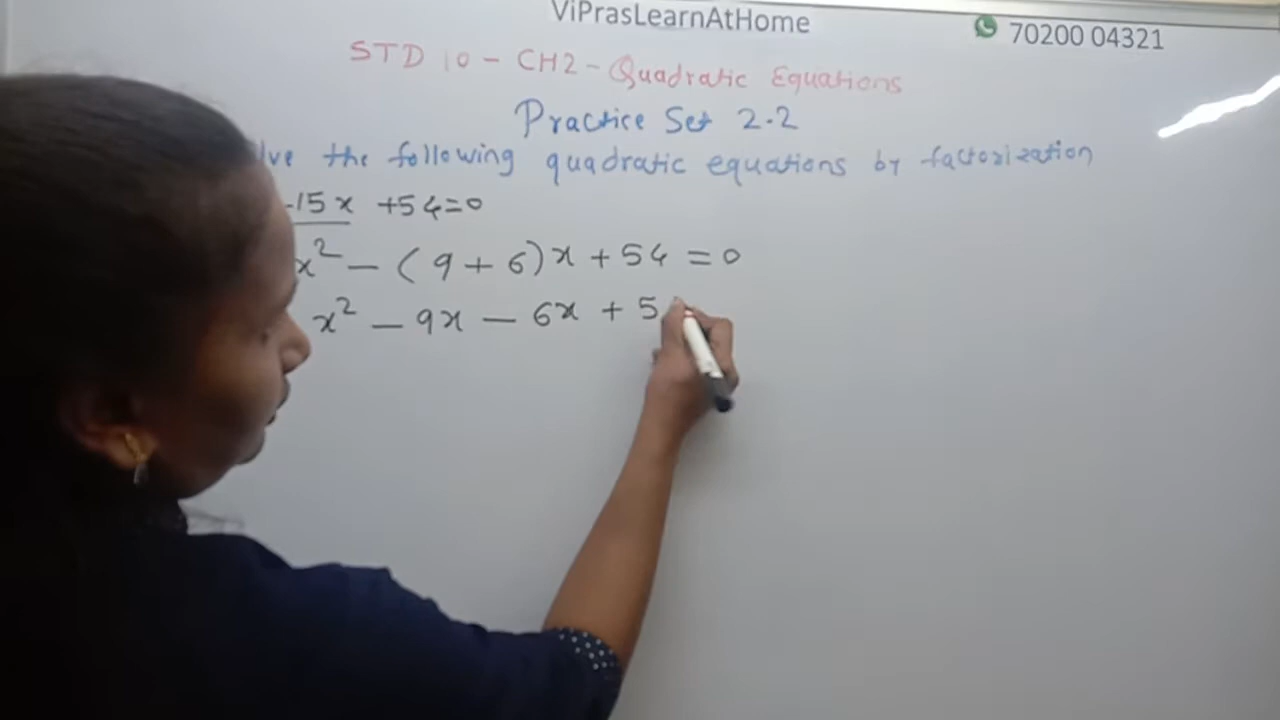 ViPrasLearnAtHome
70200 04321
STD 10 - CH2 - Quadratic Equations
Practice Set 2.2
the following quadratic equations by factorization
-15x +54=0
x² - (9 + 6)x + 54 = 0
x² - 9x - 6x + 5